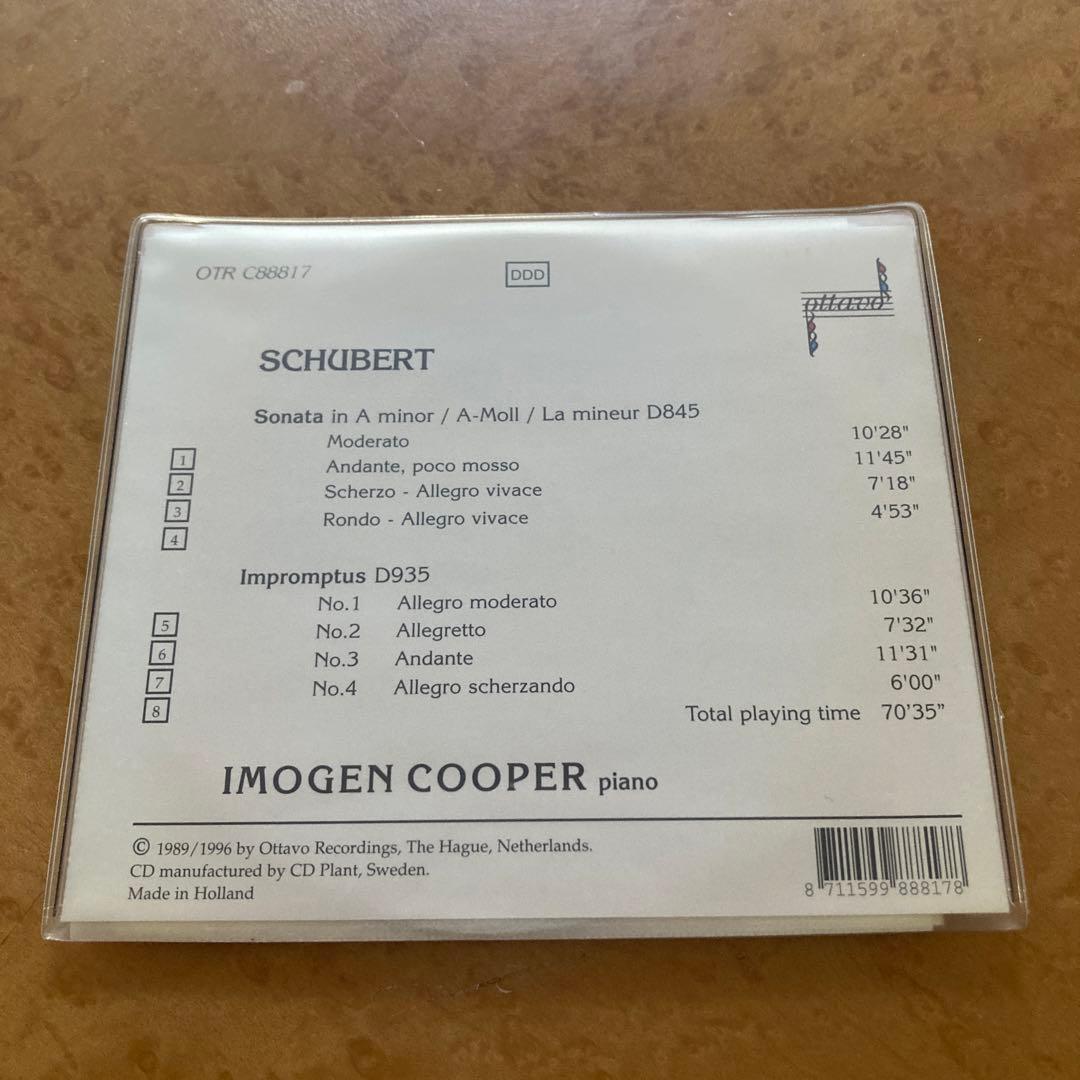 OTR C88817
DDD
ottavo
SCHUBERT
Sonata in A minor / A-Moll / La mineur D845
1 Moderato 10'28"
2 Andante, poco mosso 11'45"
3 Scherzo - Allegro vivace 7'18"
4 Rondo - Allegro vivace 4'53"
Impromptus D935
5 No.1 Allegro moderato 10'36"
6 No.2 Allegretto 7'32"
7 No.3 Andante 11'31"
8 No.4 Allegro scherzando 6'00"
Total playing time 70'35"
IMOGEN COOPER piano
© 1989/1996 by Ottavo Recordings, The Hague, Netherlands.
CD manufactured by CD Plant, Sweden.
Made in Holland
8 711599 888178